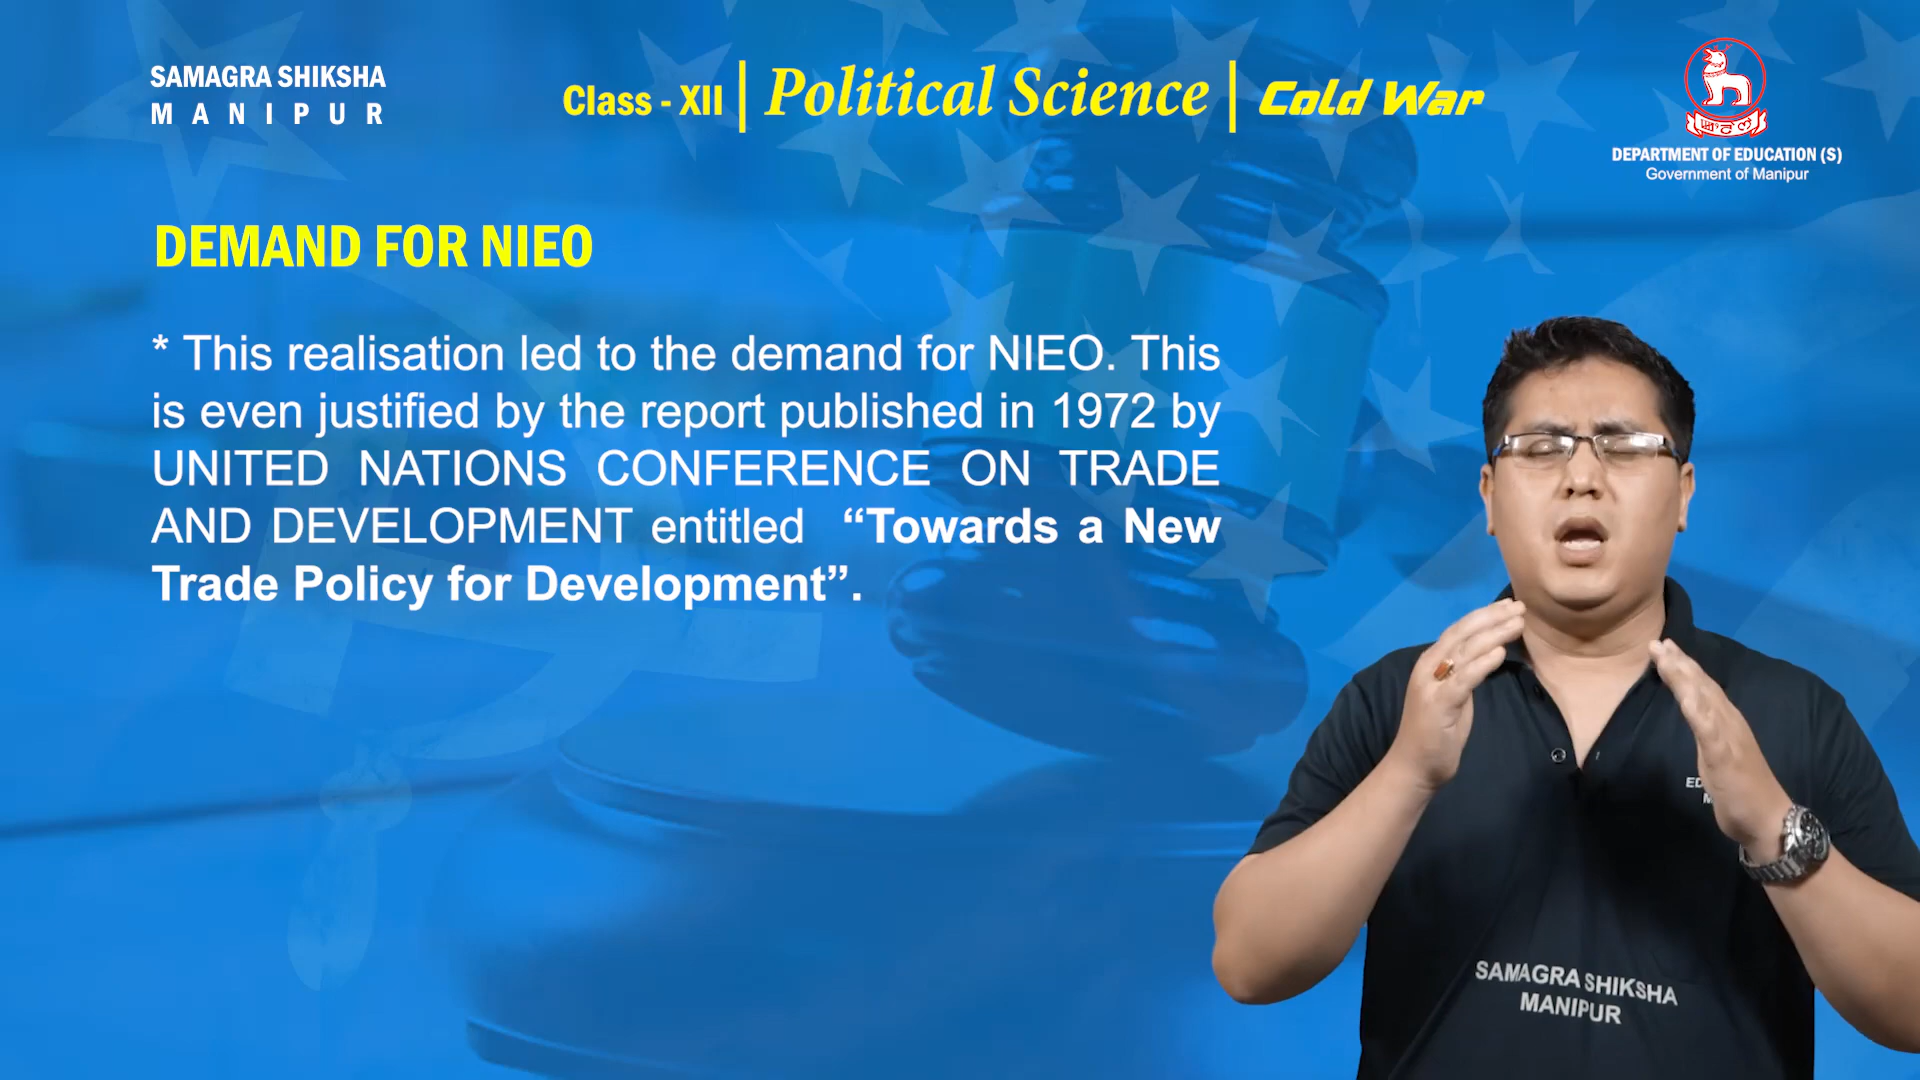 SAMAGRA SHIKSHA
MANIPUR
Class - XII | Political Science | Cold War
DEPARTMENT OF EDUCATION (S)
Government of Manipur
DEMAND FOR NIEO
* This realisation led to the demand for NIEO. This
is even justified by the report published in 1972 by
UNITED NATIONS CONFERENCE ON TRADE
AND DEVELOPMENT entitled “Towards a New
Trade Policy for Development”.
SAMAGRA SHIKSHA
MANIPUR